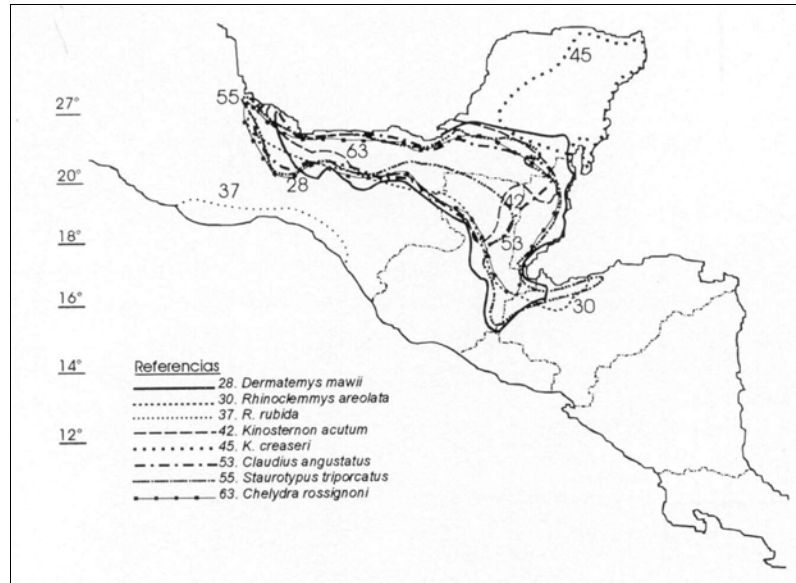 45
55
27°
63
28
20°
42
37
18°
53
16°
30
Referencias
14°
28. Dermatemys mawii
30. Rhinoclemmys areolata
37. R. rubida
12°
42. Kinosternon acutum
45. K. creaseri
53. Claudius angustatus
55. Staurotypus triporcatus
63. Chelydra rossignoni